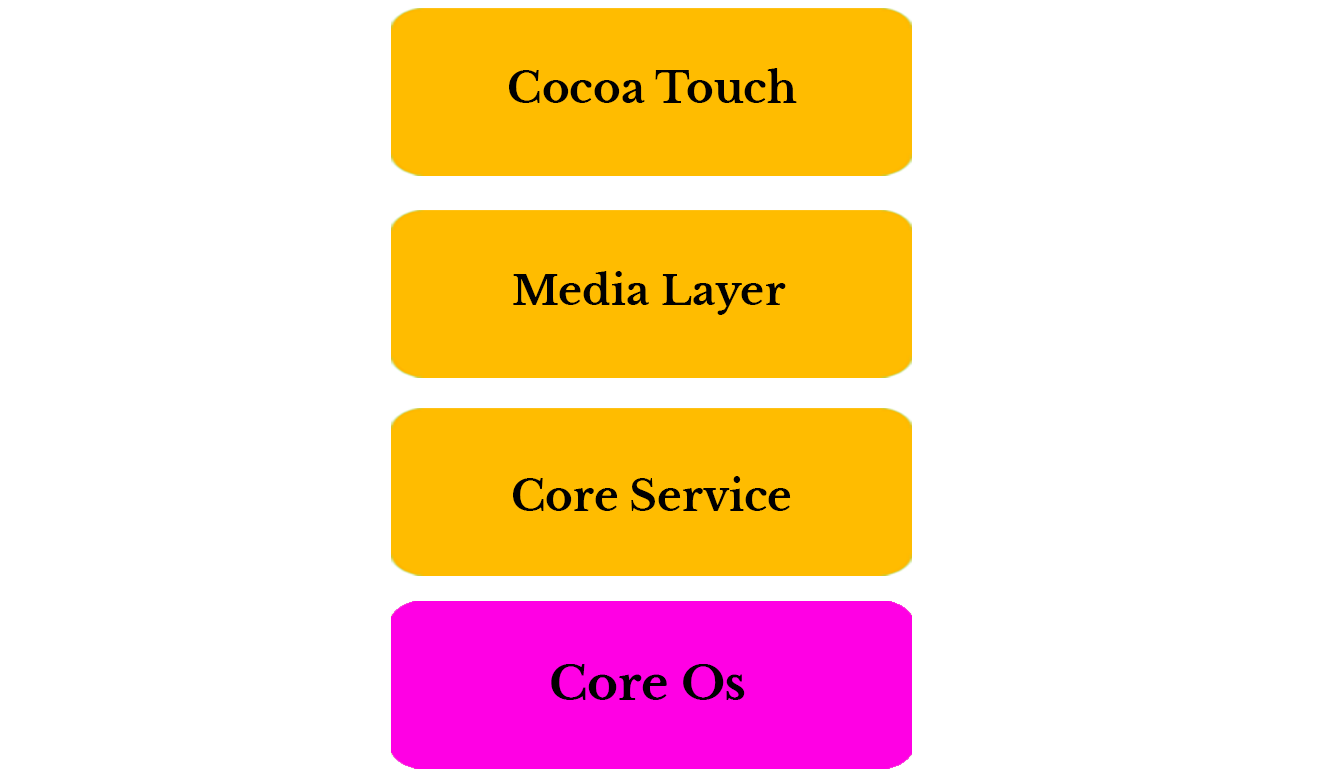 Cocoa Touch
Media Layer
Core Service
Core Os